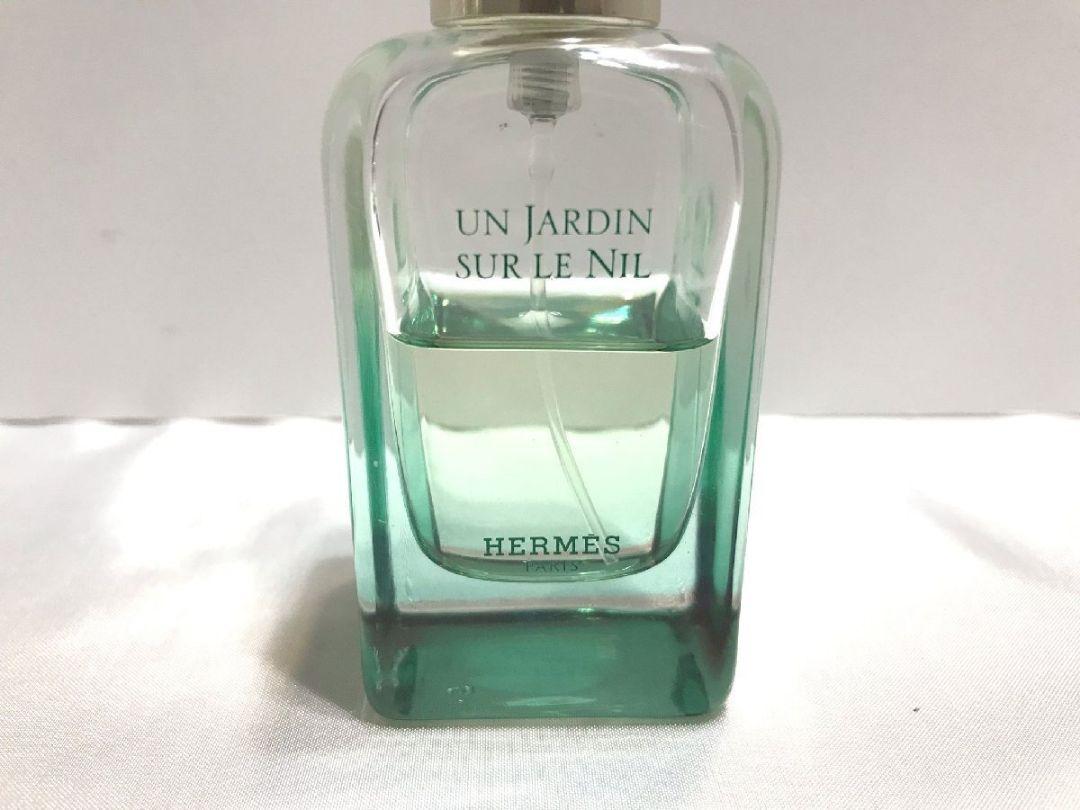 UN JARDIN
SUR LE NIL
HERMÈS
PARIS